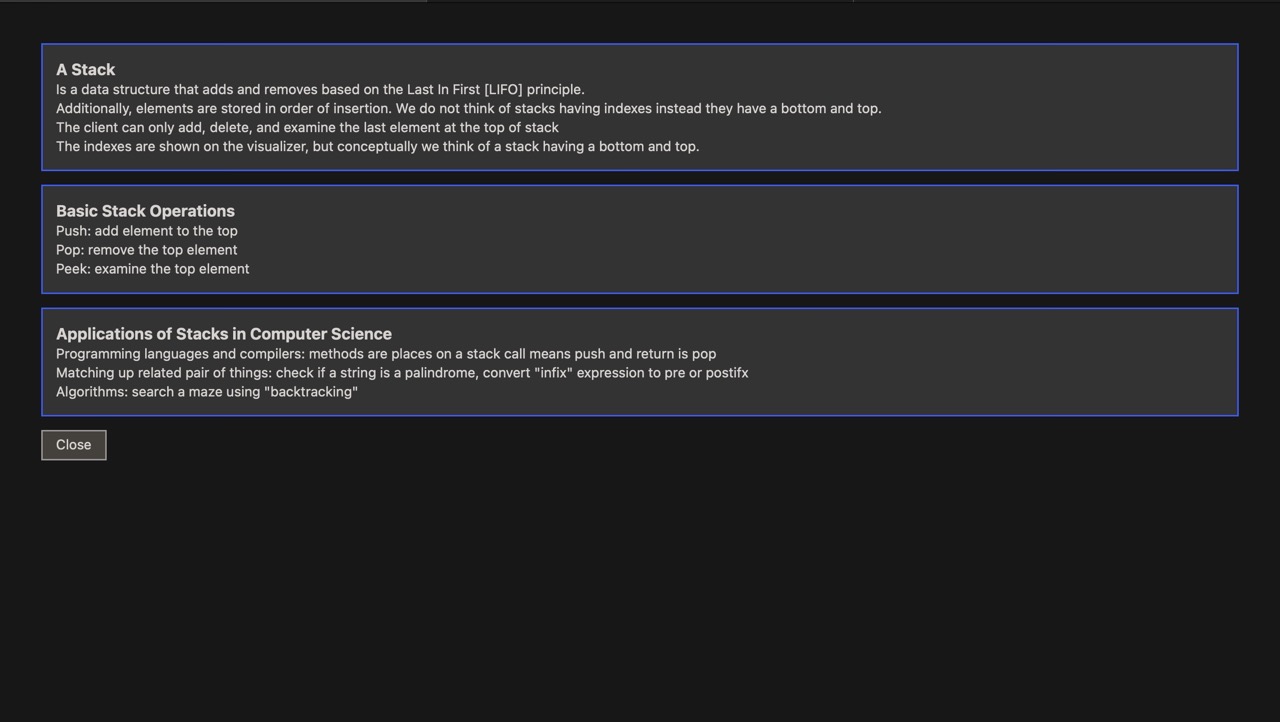 A Stack
Is a data structure that adds and removes based on the Last In First [LIFO] principle.
Additionally, elements are stored in order of insertion. We do not think of stacks having indexes instead they have a bottom and top.
The client can only add, delete, and examine the last element at the top of stack
The indexes are shown on the visualizer, but conceptually we think of a stack having a bottom and top.
Basic Stack Operations
Push: add element to the top
Pop: remove the top element
Peek: examine the top element
Applications of Stacks in Computer Science
Programming languages and compilers: methods are places on a stack call means push and return is pop
Matching up related pair of things: check if a string is a palindrome, convert "infix" expression to pre or postifx
Algorithms: search a maze using "backtracking"
Close